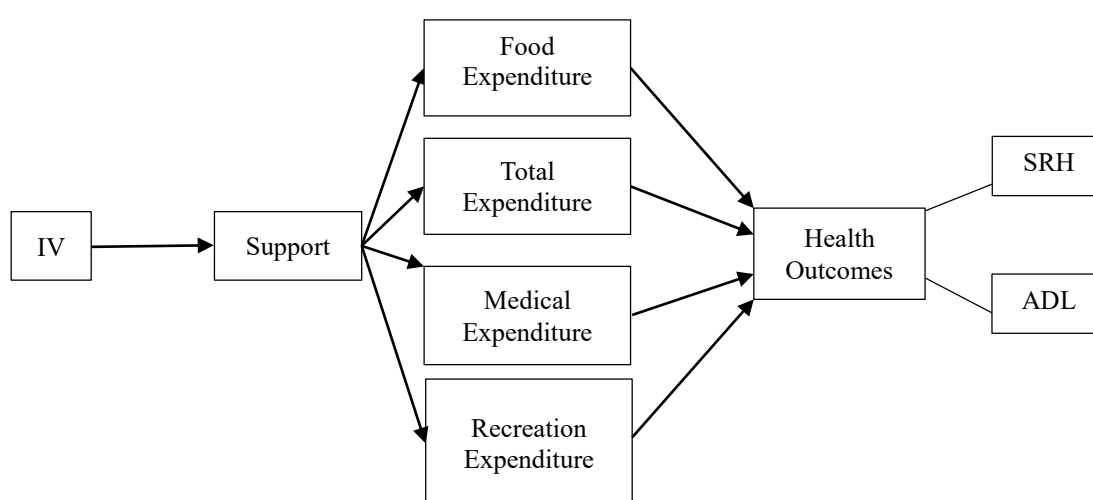 IV
Support
Food
Expenditure
Total
Expenditure
Medical
Expenditure
Recreation
Expenditure
Health
Outcomes
SRH
ADL